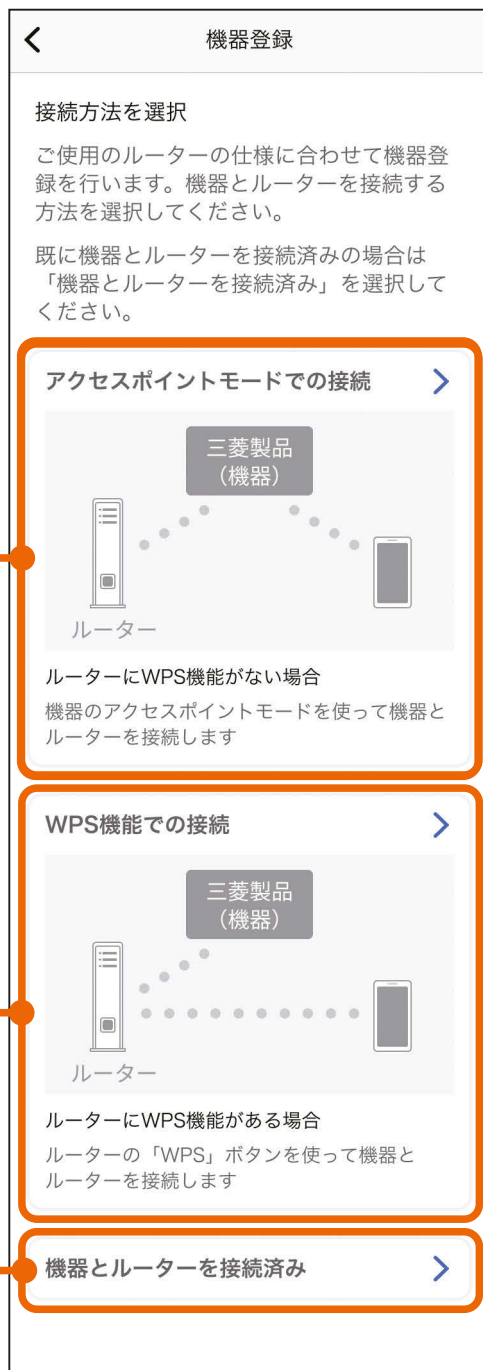 機器登録
接続方法を選択
ご使用のルーターの仕様に合わせて機器登
録を行います。機器とルーターを接続する
方法を選択してください。
既に機器とルーターを接続済みの場合は
「機器とルーターを接続済み」を選択して
ください。
アクセスポイントモードでの接続
三菱製品
（機器）
ルーター
ルーターにWPS機能がない場合
機器のアクセスポイントモードを使って機器と
ルーターを接続します
WPS機能での接続
三菱製品
（機器）
ルーター
ルーターにWPS機能がある場合
ルーターの「WPS」ボタンを使って機器と
ルーターを接続します
機器とルーターを接続済み